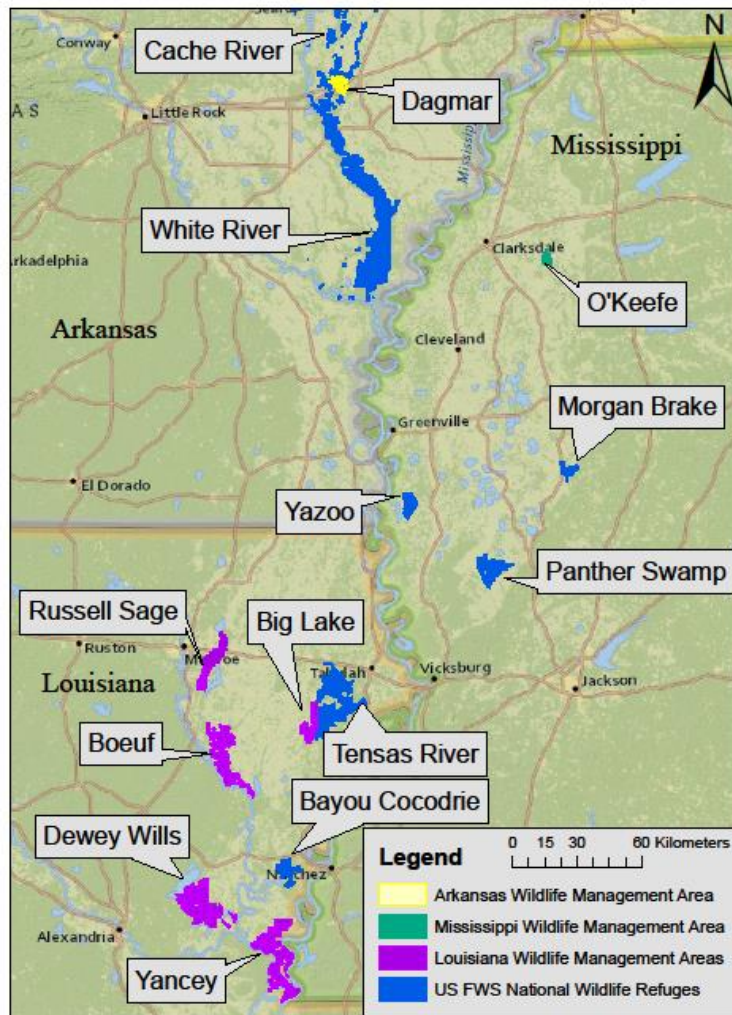 Conway
Cache River
N
Dagmar
Little Rock
A S
Mississippi
White River
Clarksdale
O'Keefe
Arkansas
Cleveland
Morgan Brake
Greenville
El Dorado
Yazoo
Panther Swamp
Russell Sage
Big Lake
Ruston
Vicksburg
Jackson
Louisiana
Boeuf
Tensas River
Bayou Cocodrie
Dewey Wills
Legend
0 15 30 60 Kilometers
Arkansas Wildlife Management Area
Mississippi Wildlife Management Area
Louisiana Wildlife Management Areas
US FWS National Wildlife Refuges
Alexandria
Yancey